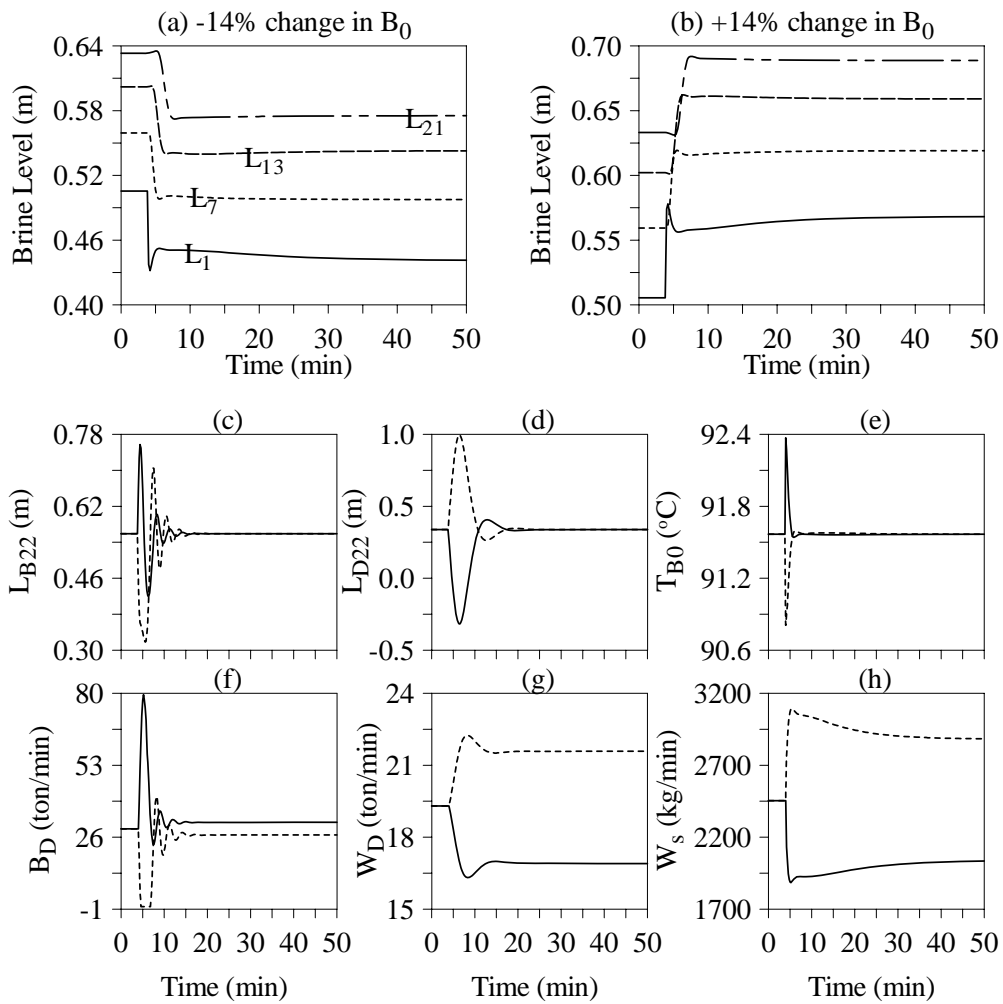 (a) -14% change in B0
(b) +14% change in B0
Brine Level (m)
0.64
0.58
0.52
0.46
0.40
L21
L13
L7
L1
0 10 20 30 40 50
Time (min)
Brine Level (m)
0.70
0.65
0.60
0.55
0.50
0 10 20 30 40 50
Time (min)
(c)
LB22 (m)
0.78
0.62
0.46
0.30
(d)
LD22 (m)
1.0
0.5
0.0
-0.5
(e)
TB0 (°C)
92.4
91.8
91.2
90.6
(f)
BD (ton/min)
80
53
26
-1
0 10 20 30 40 50
Time (min)
(g)
WD (ton/min)
24
21
18
15
0 10 20 30 40 50
Time (min)
(h)
Ws (kg/min)
3200
2700
2200
1700
0 10 20 30 40 50
Time (min)